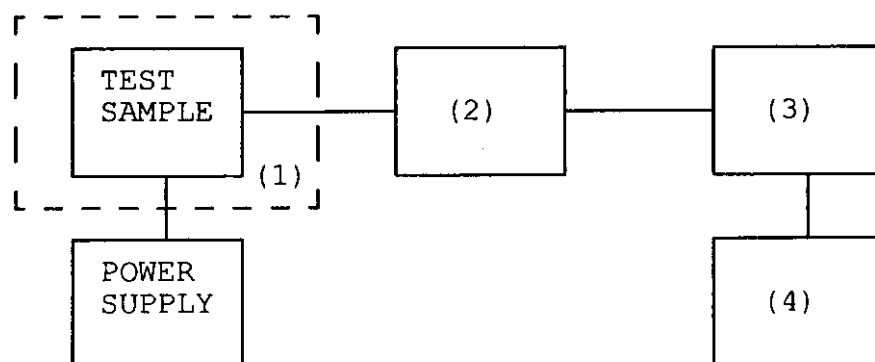 TEST
SAMPLE
(1)
(2)
(3)
POWER
SUPPLY
(4)